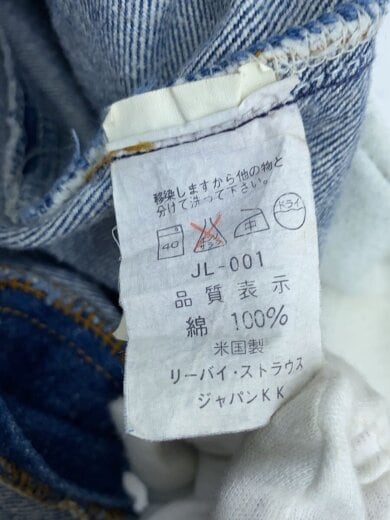 移染しますから他の物と
分けて洗って下さい。
40 中 ドライ
JL-001
品質表示
綿 100%
米国製
リーバイ・ストラウス
ジャパンKK